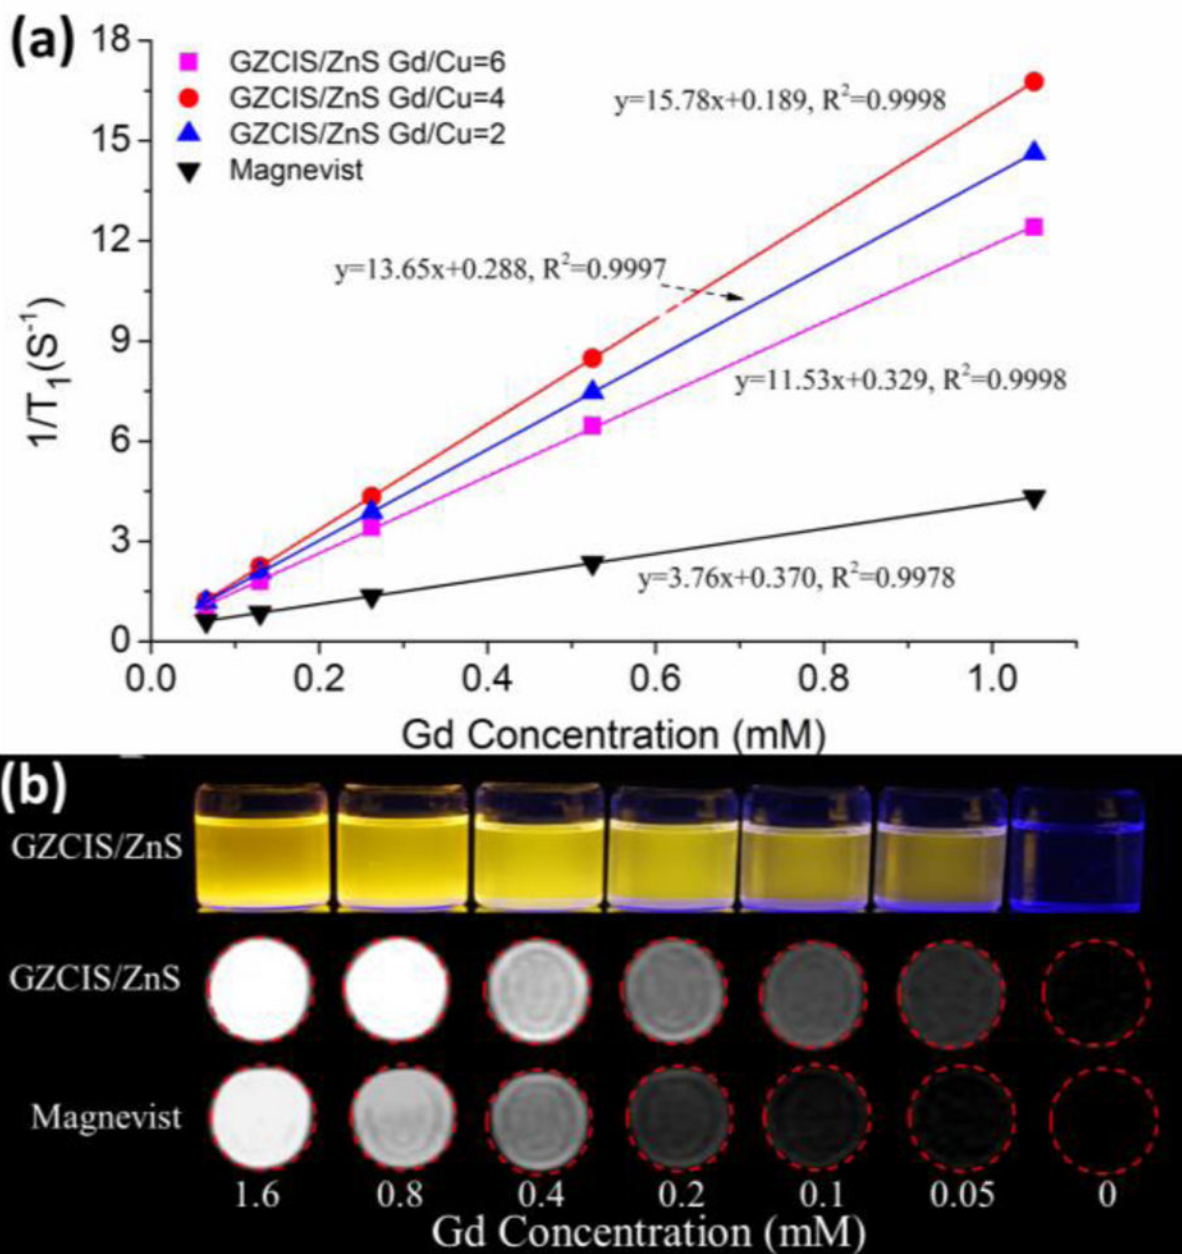 (a)
18
15
12
9
6
3
0
1/T₁(S⁻¹)
GZCIS/ZnS Gd/Cu=6
GZCIS/ZnS Gd/Cu=4
GZCIS/ZnS Gd/Cu=2
Magnevist
y=15.78x+0.189, R²=0.9998
y=13.65x+0.288, R²=0.9997
y=11.53x+0.329, R²=0.9998
y=3.76x+0.370, R²=0.9978
0.0 0.2 0.4 0.6 0.8 1.0
Gd Concentration (mM)
(b)
GZCIS/ZnS
GZCIS/ZnS
Magnevist
1.6 0.8 0.4 0.2 0.1 0.05 0
Gd Concentration (mM)